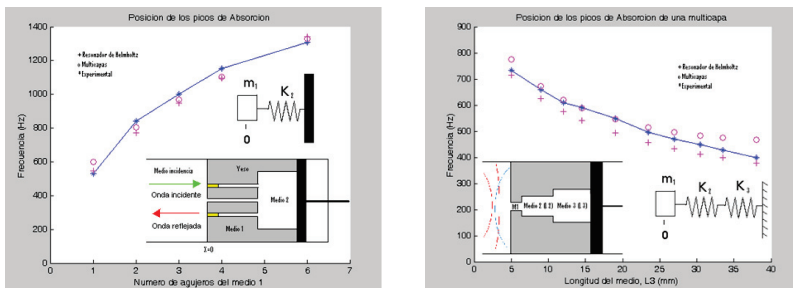 Posicion de los picos de Absorcion
Frecuencia (Hz)
1400
1200
1000
800
600
400
200
0
+ Resonador de Helmholtz
o Multicapas
* Experimental
m1
K2
0
Medio incidencia
Onda incidente
Onda reflejada
Yeso
Medio 2
Medio 1
X=0
0 1 2 3 4 5 6 7
Numero de agujeros del medio 1
Posicion de los picos de Absorcion de una multicapa
Frecuencia (Hz)
900
800
700
600
500
400
300
200
100
0
+ Resonador de Helmholtz
o Multicapas
* Experimental
M1
Medio 2
Medio 3
m1
K2
K3
0
0 5 10 15 20 25 30 35 40
Longitud del medio, L3 (mm)